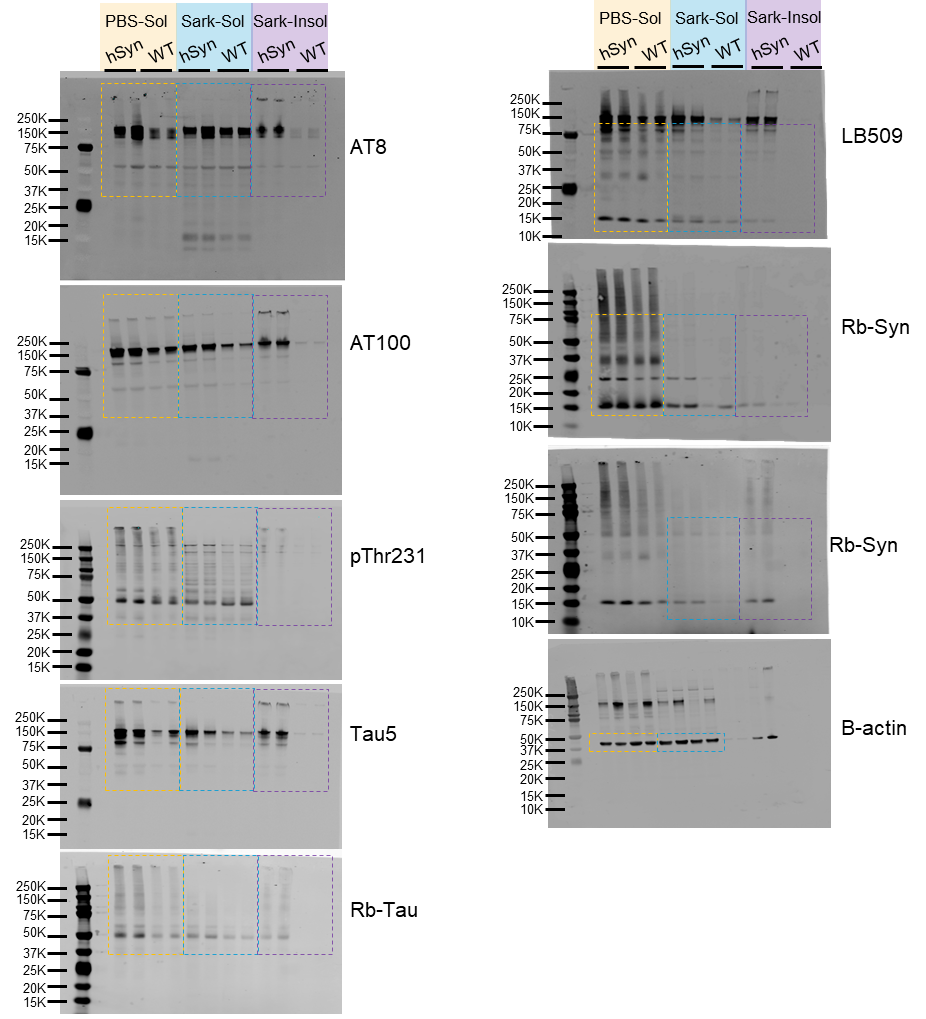 PBS-Sol Sark-Sol Sark-Insol
hSyn WT hSyn WT hSyn WT
250K
150K
75K
50K
37K
25K
20K
15K
AT8
250K
150K
75K
50K
37K
25K
20K
15K
AT100
250K
150K
75K
50K
37K
25K
20K
15K
pThr231
250K
150K
75K
50K
37K
25K
20K
15K
Tau5
250K
150K
75K
50K
37K
25K
20K
15K
Rb-Tau
PBS-Sol Sark-Sol Sark-Insol
hSyn WT hSyn WT hSyn WT
250K
150K
75K
50K
37K
25K
20K
15K
10K
LB509
250K
150K
75K
50K
37K
25K
20K
15K
10K
Rb-Syn
250K
150K
75K
50K
37K
25K
20K
15K
10K
Rb-Syn
250K
150K
75K
50K
37K
25K
20K
15K
10K
B-actin